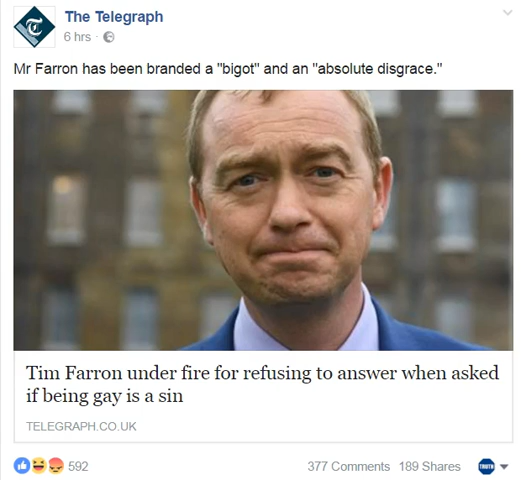 The Telegraph
6 hrs ·
Mr Farron has been branded a "bigot" and an "absolute disgrace."
Tim Farron under fire for refusing to answer when asked
if being gay is a sin
TELEGRAPH.CO.UK
592
377 Comments 189 Shares
TRUTH